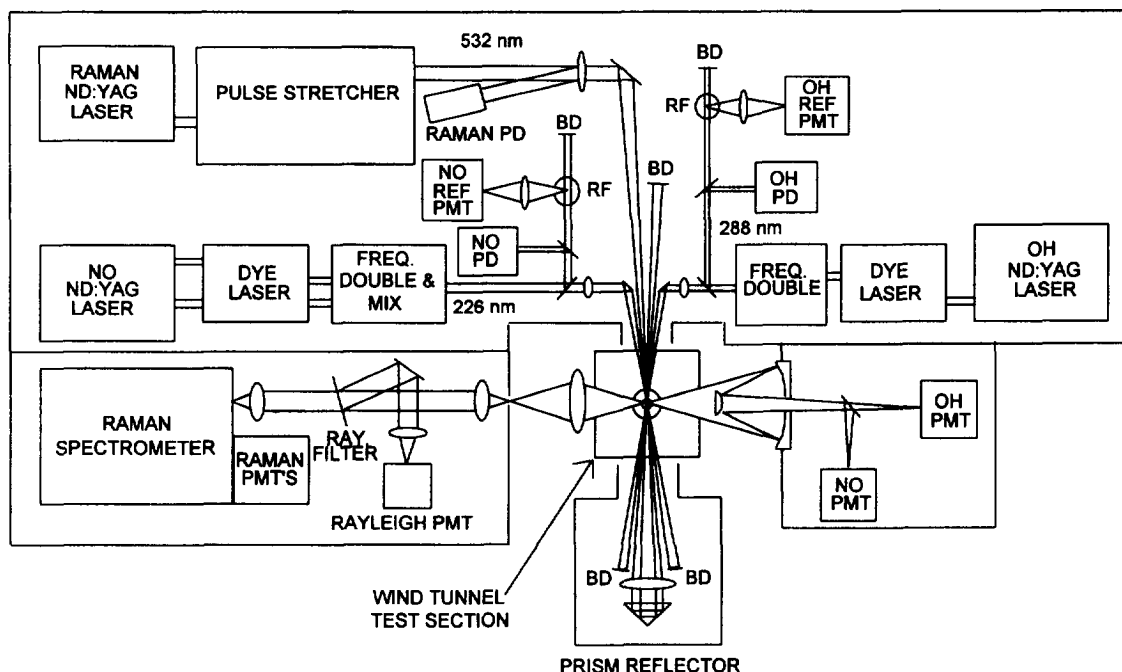 532 nm
BD
RAMAN
ND:YAG
LASER
PULSE STRETCHER
RAMAN PD
BD
RF
OH
REF
PMT
NO
REF
PMT
RF
BD
OH
PD
NO
PD
288 nm
NO
ND:YAG
LASER
DYE
LASER
FREQ.
DOUBLE &
MIX
226 nm
FREQ.
DOUBLE
DYE
LASER
OH
ND:YAG
LASER
RAMAN
SPECTROMETER
RAMAN
PMT'S
RAY
FILTER
RAYLEIGH PMT
OH
PMT
NO
PMT
BD
BD
WIND TUNNEL
TEST SECTION
PRISM REFLECTOR